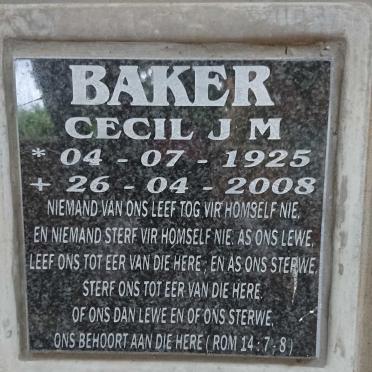 BAKER
CECIL J M
* 04 - 07 - 1925
+ 26 - 04 - 2008
NIEMAND VAN ONS LEEF TOG VIR HOMSELF NIE,
EN NIEMAND STERF VIR HOMSELF NIE. AS ONS LEWE,
LEEF ONS TOT EER VAN DIE HERE ; EN AS ONS STERWE,
STERF ONS TOT EER VAN DIE HERE.
OF ONS DAN LEWE EN OF ONS STERWE,
ONS BEHOORT AAN DIE HERE ( ROM 14 : 7 - 8 )